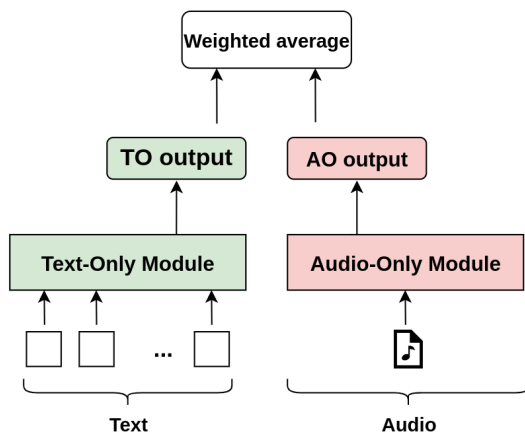 Weighted average
TO output
AO output
Text-Only Module
Audio-Only Module
...
Text
Audio